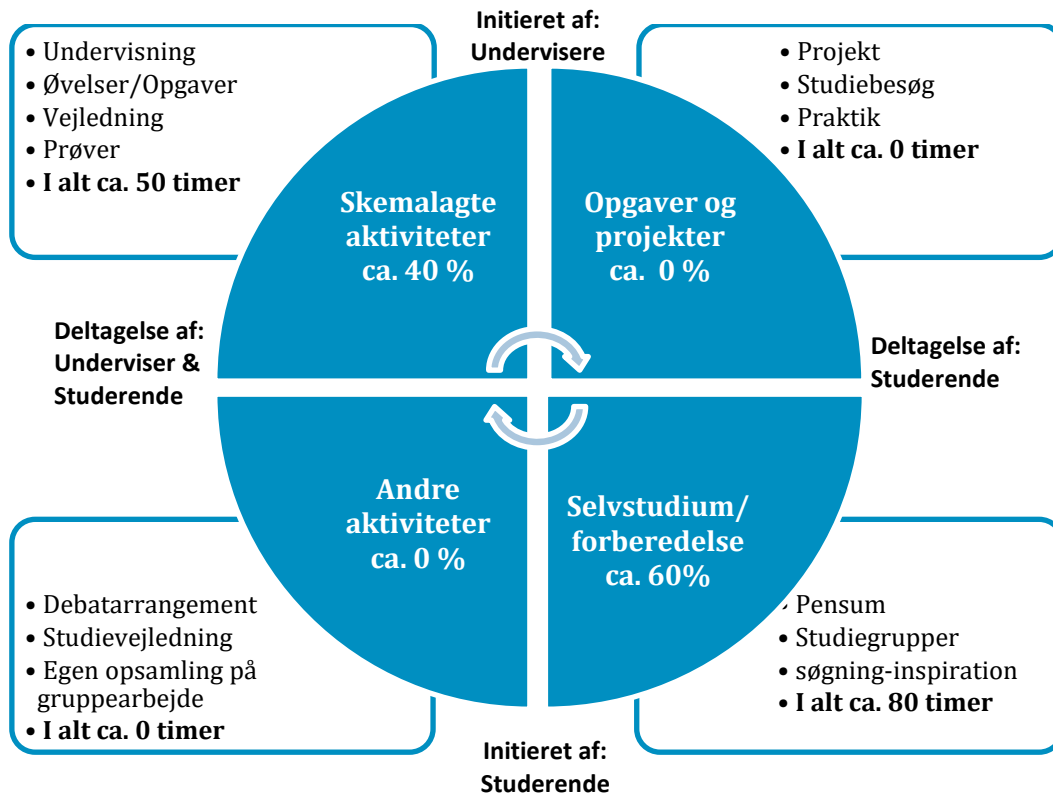 Initieret af:
Undervisere
• Undervisning
• Øvelser/Opgaver
• Vejledning
• Prøver
• I alt ca. 50 timer
• Projekt
• Studiebesøg
• Praktik
• I alt ca. 0 timer
Skemalagte
aktiviteter
ca. 40 %
Opgaver og
projekter
ca. 0 %
Deltagelse af:
Underviser &
Studerende
Deltagelse af:
Studerende
Andre
aktiviteter
ca. 0 %
Selvstudium/
forberedelse
ca. 60%
• Debatarrangement
• Studievejledning
• Egen opsamling på
gruppearbejde
• I alt ca. 0 timer
• Pensum
• Studiegrupper
• søgning-inspiration
• I alt ca. 80 timer
Initieret af:
Studerende